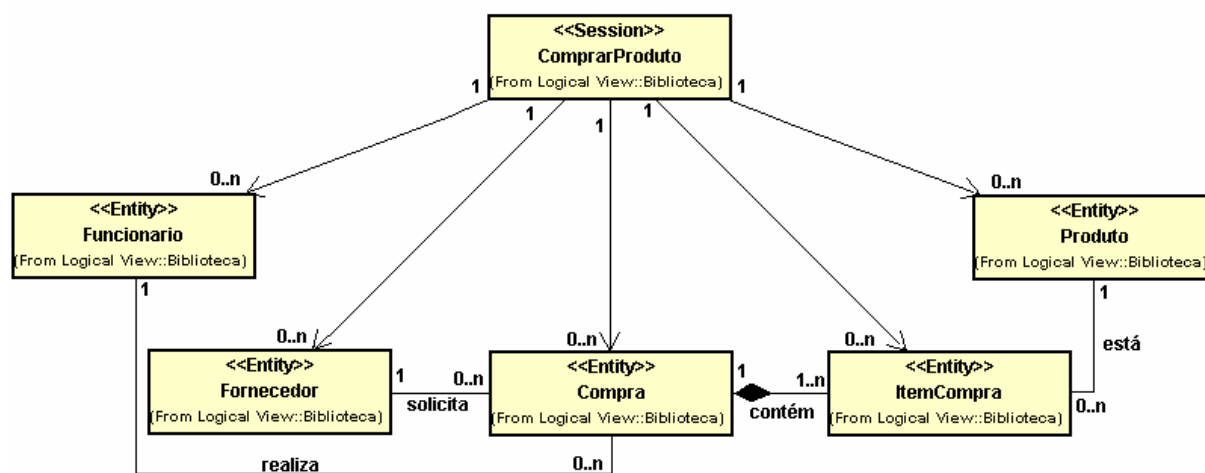 <<Session>>
ComprarProduto
(From Logical View::Biblioteca)
1
1
1
1
1
0..n
0..n
0..n
0..n
0..n
<<Entity>>
Funcionario
(From Logical View::Biblioteca)
<<Entity>>
Produto
(From Logical View::Biblioteca)
1
1
está
<<Entity>>
Fornecedor
(From Logical View::Biblioteca)
1
0..n
solicita
<<Entity>>
Compra
(From Logical View::Biblioteca)
1
1..n
contém
<<Entity>>
ItemCompra
(From Logical View::Biblioteca)
0..n
realiza
0..n